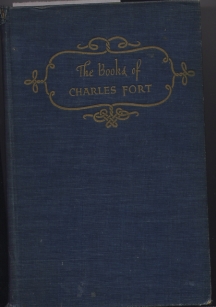 The Books of
CHARLES FORT